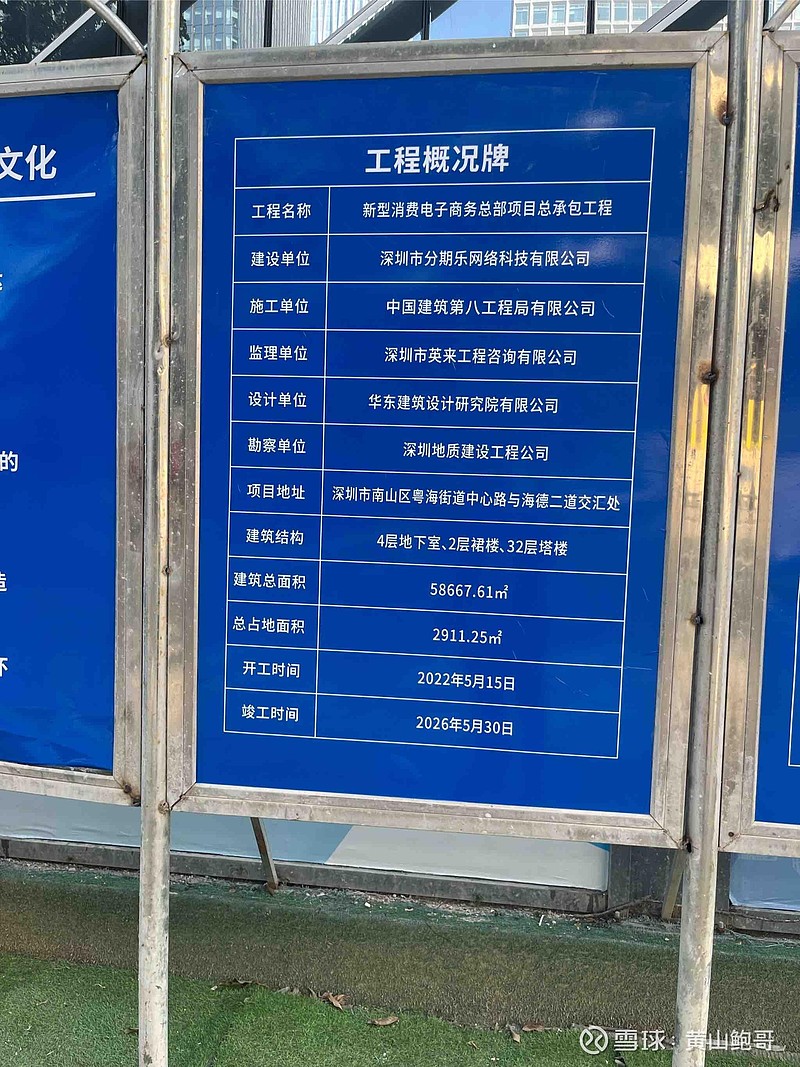 文化
的
工程概况牌
工程名称 新型消费电子商务总部项目总承包工程
建设单位 深圳市分期乐网络科技有限公司
施工单位 中国建筑第八工程局有限公司
监理单位 深圳市英来工程咨询有限公司
设计单位 华东建筑设计研究院有限公司
勘察单位 深圳地质建设工程公司
项目地址 深圳市南山区粤海街道中心路与海德二道交汇处
建筑结构 4层地下室、2层裙楼、32层塔楼
建筑总面积 58667.61㎡
总占地面积 2911.25㎡
开工时间 2022年5月15日
竣工时间 2026年5月30日
雪球：黄山鲍哥